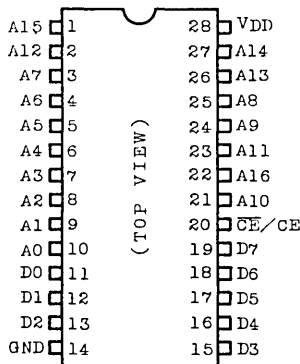 A15 1 28 VDD
A12 2 27 A14
A7 3 26 A13
A6 4 25 A8
A5 5 24 A9
A4 6 23 A11
A3 7 22 A16
A2 8 21 A10
A1 9 20 C̅E̅/CE
A0 10 19 D7
D0 11 18 D6
D1 12 17 D5
D2 13 16 D4
GND 14 15 D3
(TOP VIEW)